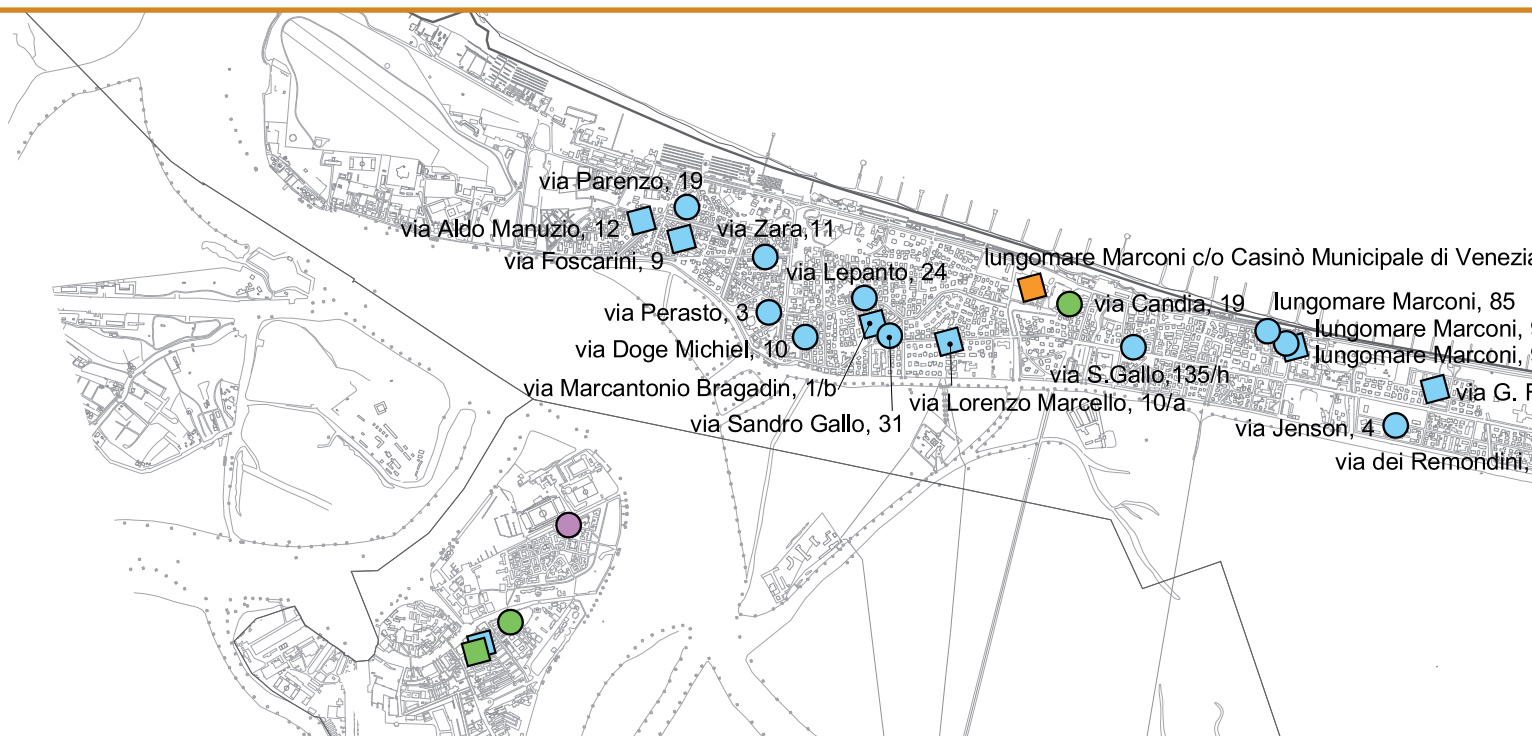 via Parenzo, 19
via Aldo Manuzio, 12
via Zara,11
via Foscarini, 9
lungomare Marconi c/o Casinò Municipale di Venezia
via Lepanto, 24
via Candia, 19
lungomare Marconi, 85
via Perasto, 3
lungomare Marconi,
via Doge Michiel, 10
lungomare Marconi,
via S.Gallo,135/h
via Marcantonio Bragadin, 1/b
via G.
via Lorenzo Marcello, 10/a
via Sandro Gallo, 31
via Jenson, 4
via dei Remondini,